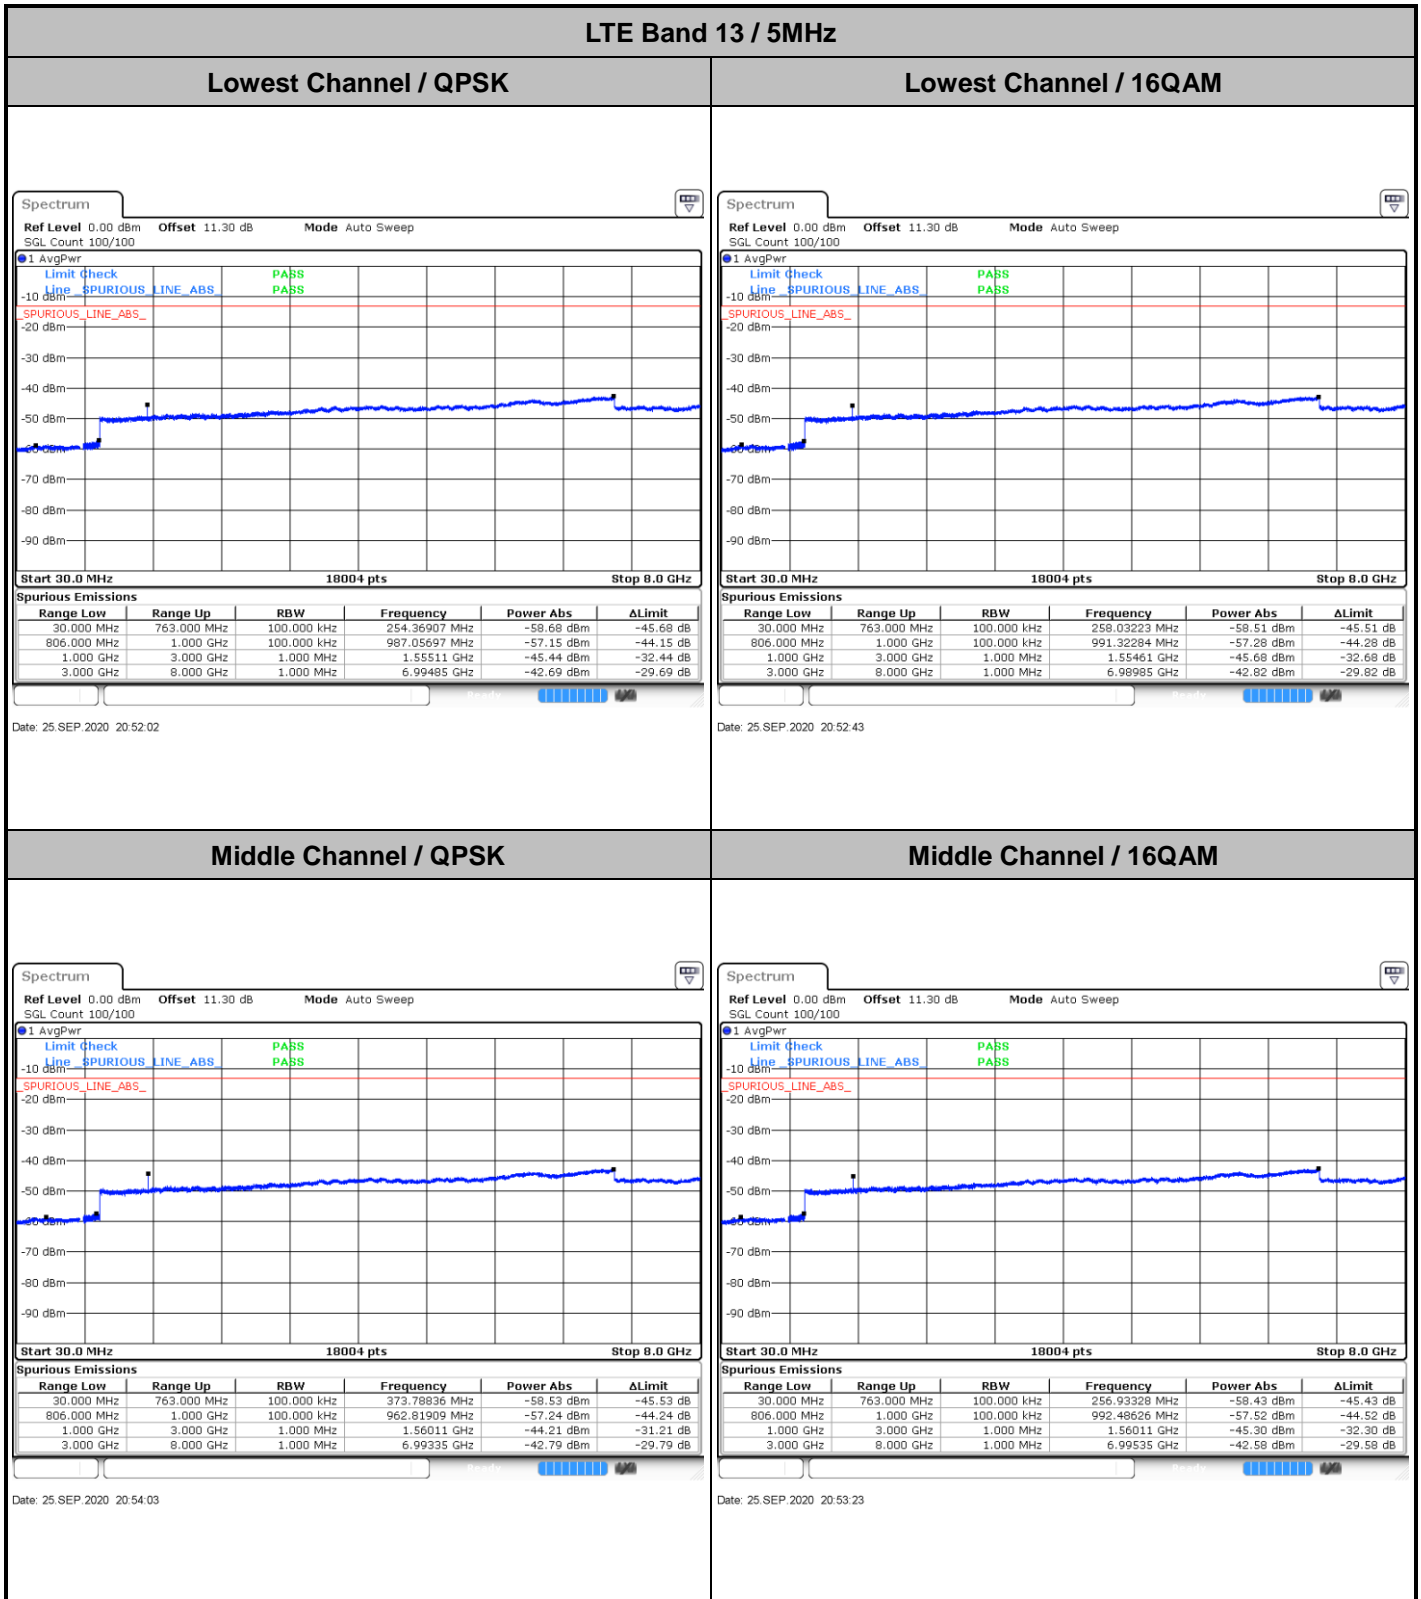 LTE Band 13 / 5MHz
Lowest Channel / QPSK
Lowest Channel / 16QAM
Spectrum
Ref Level 0.00 dBm Offset 11.30 dB Mode Auto Sweep
SGL Count 100/100
1 AvgPwr
Limit Check PASS
Line _SPURIOUS_LINE_ABS_ PASS
-10 dBm
_SPURIOUS_LINE_ABS_
-20 dBm
-30 dBm
-40 dBm
-50 dBm
-60 dBm
-70 dBm
-80 dBm
-90 dBm
Start 30.0 MHz 18004 pts Stop 8.0 GHz
Spurious Emissions
Range Low Range Up RBW Frequency Power Abs ΔLimit
30.000 MHz 763.000 MHz 100.000 kHz 254.36907 MHz -58.68 dBm -45.68 dB
806.000 MHz 1.000 GHz 100.000 kHz 987.05697 MHz -57.15 dBm -44.15 dB
1.000 GHz 3.000 GHz 1.000 MHz 1.55511 GHz -45.44 dBm -32.44 dB
3.000 GHz 8.000 GHz 1.000 MHz 6.99485 GHz -42.69 dBm -29.69 dB
Ready
Date: 25.SEP.2020 20:52:02
Spectrum
Ref Level 0.00 dBm Offset 11.30 dB Mode Auto Sweep
SGL Count 100/100
1 AvgPwr
Limit Check PASS
Line _SPURIOUS_LINE_ABS_ PASS
-10 dBm
_SPURIOUS_LINE_ABS_
-20 dBm
-30 dBm
-40 dBm
-50 dBm
-60 dBm
-70 dBm
-80 dBm
-90 dBm
Start 30.0 MHz 18004 pts Stop 8.0 GHz
Spurious Emissions
Range Low Range Up RBW Frequency Power Abs ΔLimit
30.000 MHz 763.000 MHz 100.000 kHz 258.03223 MHz -58.51 dBm -45.51 dB
806.000 MHz 1.000 GHz 100.000 kHz 991.32284 MHz -57.28 dBm -44.28 dB
1.000 GHz 3.000 GHz 1.000 MHz 1.55461 GHz -45.68 dBm -32.68 dB
3.000 GHz 8.000 GHz 1.000 MHz 6.98985 GHz -42.82 dBm -29.82 dB
Ready
Date: 25.SEP.2020 20:52:43
Middle Channel / QPSK
Middle Channel / 16QAM
Spectrum
Ref Level 0.00 dBm Offset 11.30 dB Mode Auto Sweep
SGL Count 100/100
1 AvgPwr
Limit Check PASS
Line _SPURIOUS_LINE_ABS_ PASS
-10 dBm
_SPURIOUS_LINE_ABS_
-20 dBm
-30 dBm
-40 dBm
-50 dBm
-60 dBm
-70 dBm
-80 dBm
-90 dBm
Start 30.0 MHz 18004 pts Stop 8.0 GHz
Spurious Emissions
Range Low Range Up RBW Frequency Power Abs ΔLimit
30.000 MHz 763.000 MHz 100.000 kHz 373.78836 MHz -58.53 dBm -45.53 dB
806.000 MHz 1.000 GHz 100.000 kHz 962.81909 MHz -57.24 dBm -44.24 dB
1.000 GHz 3.000 GHz 1.000 MHz 1.56011 GHz -44.21 dBm -31.21 dB
3.000 GHz 8.000 GHz 1.000 MHz 6.99335 GHz -42.79 dBm -29.79 dB
Ready
Date: 25.SEP.2020 20:54:03
Spectrum
Ref Level 0.00 dBm Offset 11.30 dB Mode Auto Sweep
SGL Count 100/100
1 AvgPwr
Limit Check PASS
Line _SPURIOUS_LINE_ABS_ PASS
-10 dBm
_SPURIOUS_LINE_ABS_
-20 dBm
-30 dBm
-40 dBm
-50 dBm
-60 dBm
-70 dBm
-80 dBm
-90 dBm
Start 30.0 MHz 18004 pts Stop 8.0 GHz
Spurious Emissions
Range Low Range Up RBW Frequency Power Abs ΔLimit
30.000 MHz 763.000 MHz 100.000 kHz 256.93328 MHz -58.43 dBm -45.43 dB
806.000 MHz 1.000 GHz 100.000 kHz 992.48626 MHz -57.52 dBm -44.52 dB
1.000 GHz 3.000 GHz 1.000 MHz 1.56011 GHz -45.30 dBm -32.30 dB
3.000 GHz 8.000 GHz 1.000 MHz 6.99535 GHz -42.58 dBm -29.58 dB
Ready
Date: 25.SEP.2020 20:53:23